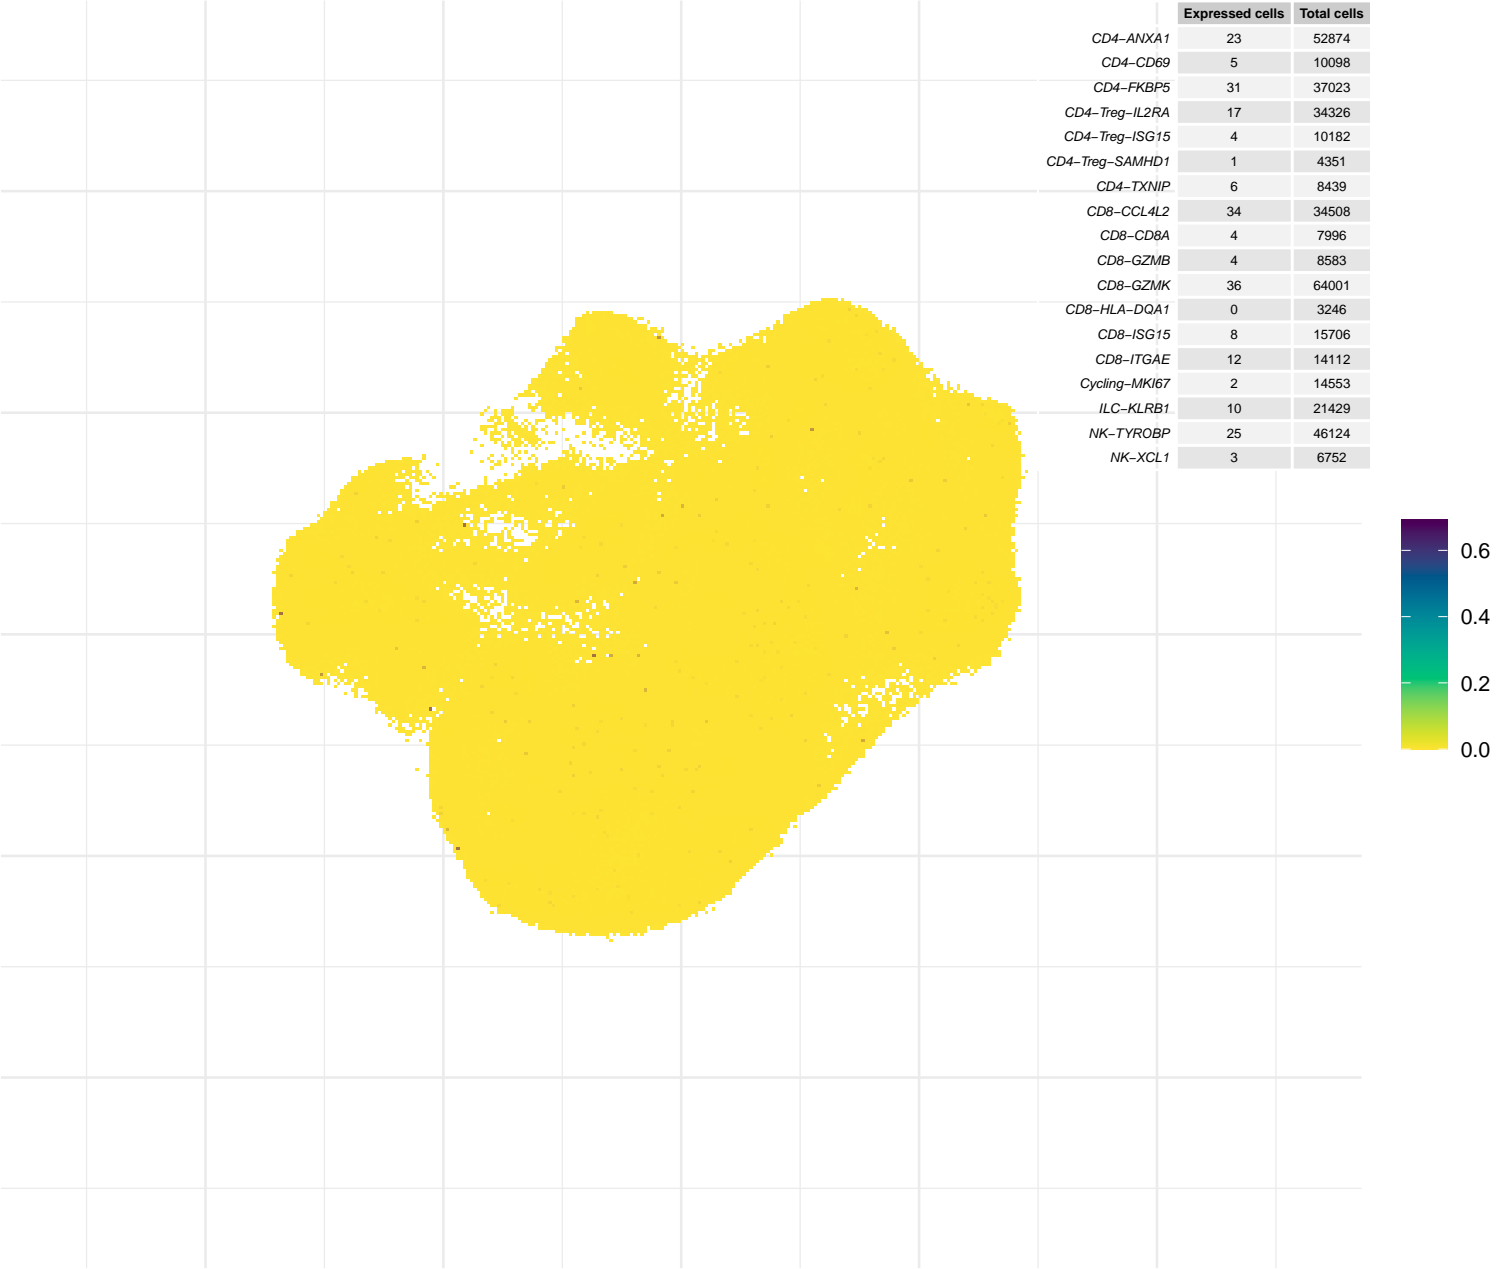 Expressed cells Total cells
CD4−ANXA1 23 52874
CD4−CD69 5 10098
CD4−FKBP5 31 37023
CD4−Treg−IL2RA 17 34326
CD4−Treg−ISG15 4 10182
CD4−Treg−SAMHD1 1 4351
CD4−TXNIP 6 8439
CD8−CCL4L2 34 34508
CD8−CD8A 4 7996
CD8−GZMB 4 8583
CD8−GZMK 36 64001
CD8−HLA−DQA1 0 3246
CD8−ISG15 8 15706
CD8−ITGAE 12 14112
Cycling−MKI67 2 14553
ILC−KLRB1 10 21429
NK−TYROBP 25 46124
NK−XCL1 3 6752
0.6
0.4
0.2
0.0